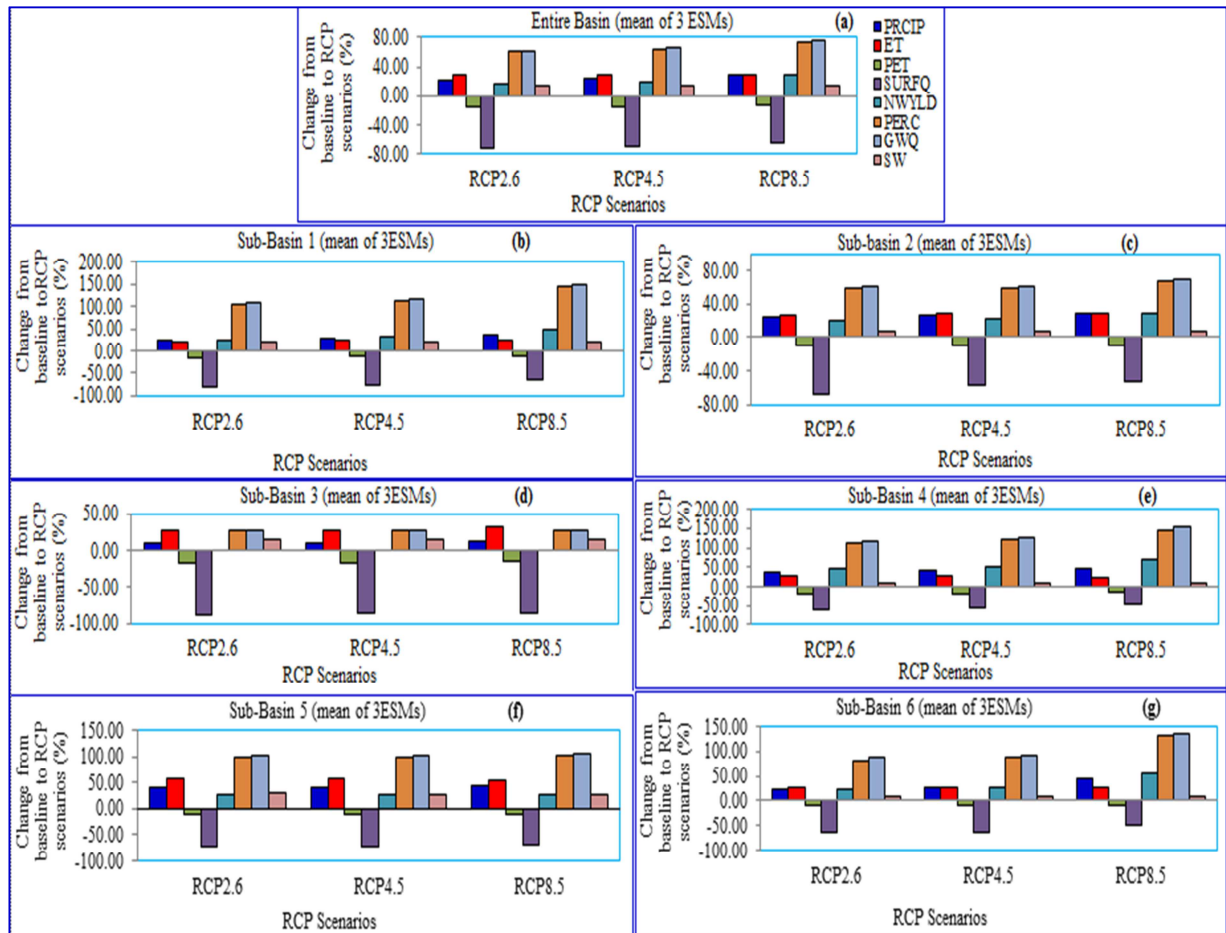 Entire Basin (mean of 3 ESMs) (a)
Change from
baseline to RCP
scenarios (%)
80.00
40.00
0.00
-40.00
-80.00
RCP2.6 RCP4.5 RCP8.5
RCP Scenarios
PRCIP
ET
PET
SURFQ
NWYLD
PERC
GWQ
SW
Sub-Basin 1 (mean of 3ESMs) (b)
Change from
baseline toRCP
scenarios (%)
200.00
150.00
100.00
50.00
0.00
-50.00
-100.00
RCP2.6 RCP4.5 RCP8.5
RCP Scenarios
Sub-basin 2 (mean of 3ESMs) (c)
Change from
baseline to RCP
scenarios (%)
80.00
40.00
0.00
-40.00
-80.00
RCP2.6 RCP4.5 RCP8.5
RCP Scenarios
Sub-Basin 3 (mean of 3ESMs) (d)
Change from
baseline to RCP
scenarios (%)
50.00
0.00
-50.00
-100.00
RCP2.6 RCP4.5 RCP8.5
RCP Scenarios
Sub-Basin 4 (mean of 3ESMs) (e)
Change from
baseline to RCP
scenarios (%)
200.00
150.00
100.00
50.00
0.00
-50.00
-100.00
RCP2.6 RCP4.5 RCP8.5
RCP Scenarios
Sub-Basin 5 (mean of 3ESMs) (f)
Change from
baseline to RCP
scenarios (%)
150.00
100.00
50.00
0.00
-50.00
-100.00
RCP2.6 RCP4.5 RCP8.5
RCP Scenarios
Sub-Basin 6 (mean of 3ESMs) (g)
Change from
baseline to RCP
scenarios (%)
150.00
100.00
50.00
0.00
-50.00
-100.00
RCP2.6 RCP4.5 RCP8.5
RCP Scenarios